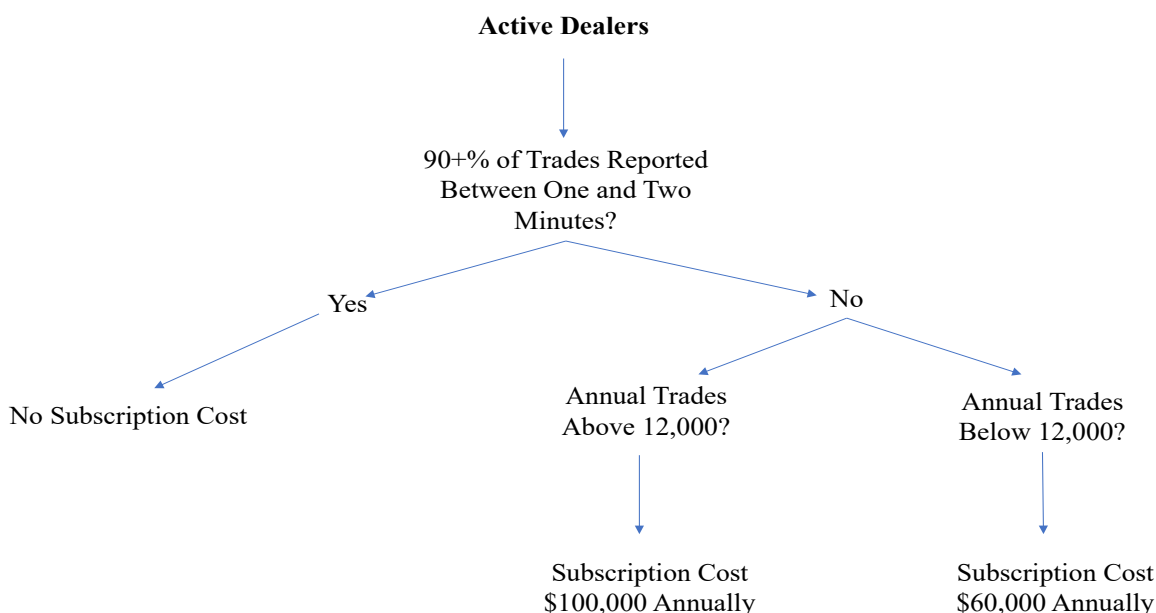 Active Dealers
90+% of Trades Reported
Between One and Two
Minutes?
Yes
No
No Subscription Cost
Annual Trades
Above 12,000?
Annual Trades
Below 12,000?
Subscription Cost
$100,000 Annually
Subscription Cost
$60,000 Annually